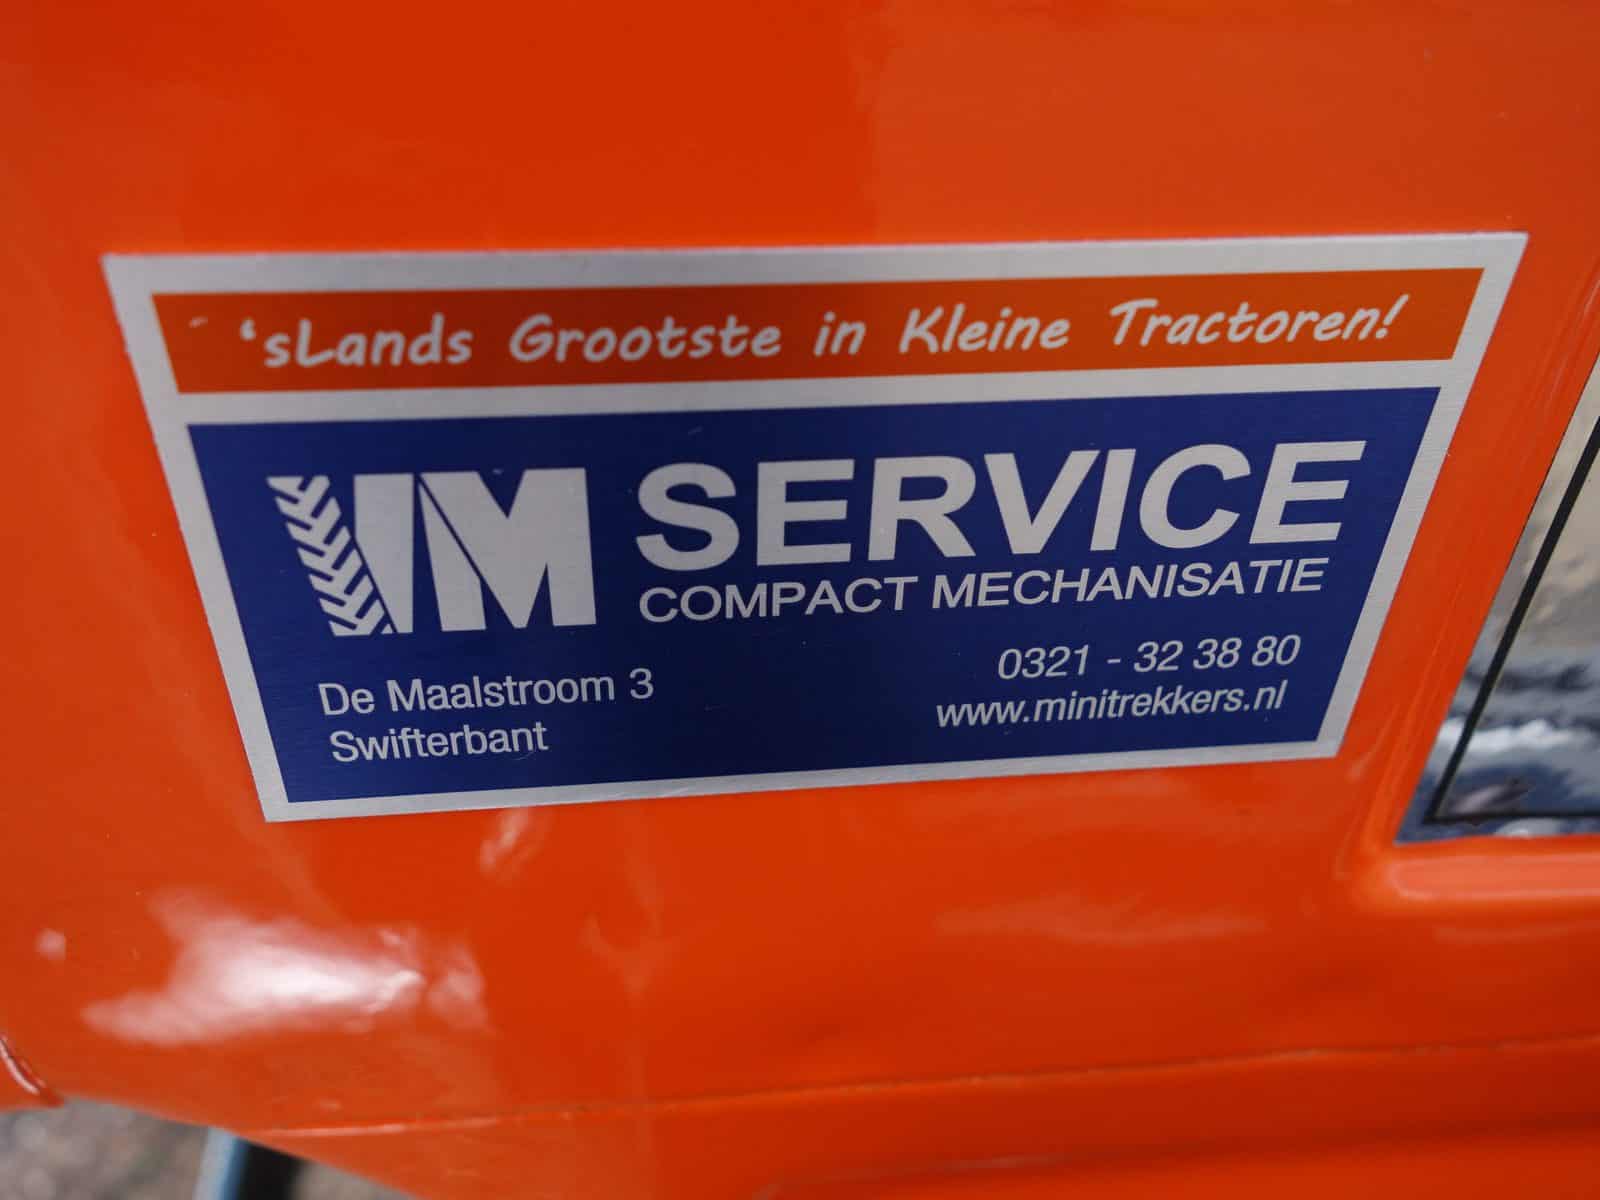 ‘sLands Grootste in Kleine Tractoren!
VM SERVICE
COMPACT MECHANISATIE
De Maalstroom 3
Swifterbant
0321 - 32 38 80
www.minitrekkers.nl